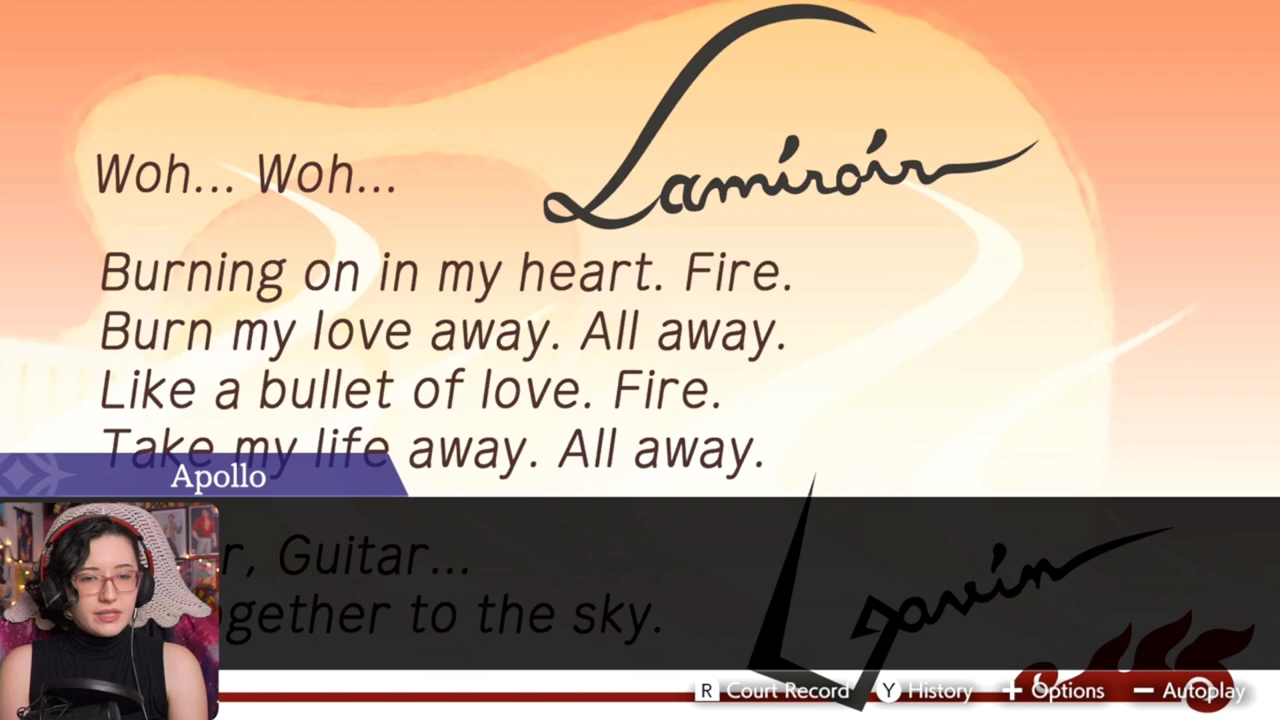 Lamiroir
Woh... Woh...
Burning on in my heart. Fire.
Burn my love away. All away.
Like a bullet of love. Fire.
Take my life away. All away.
Apollo
Guitar...
to the sky.
Gavin
R Court Record Y History + Options - Autoplay